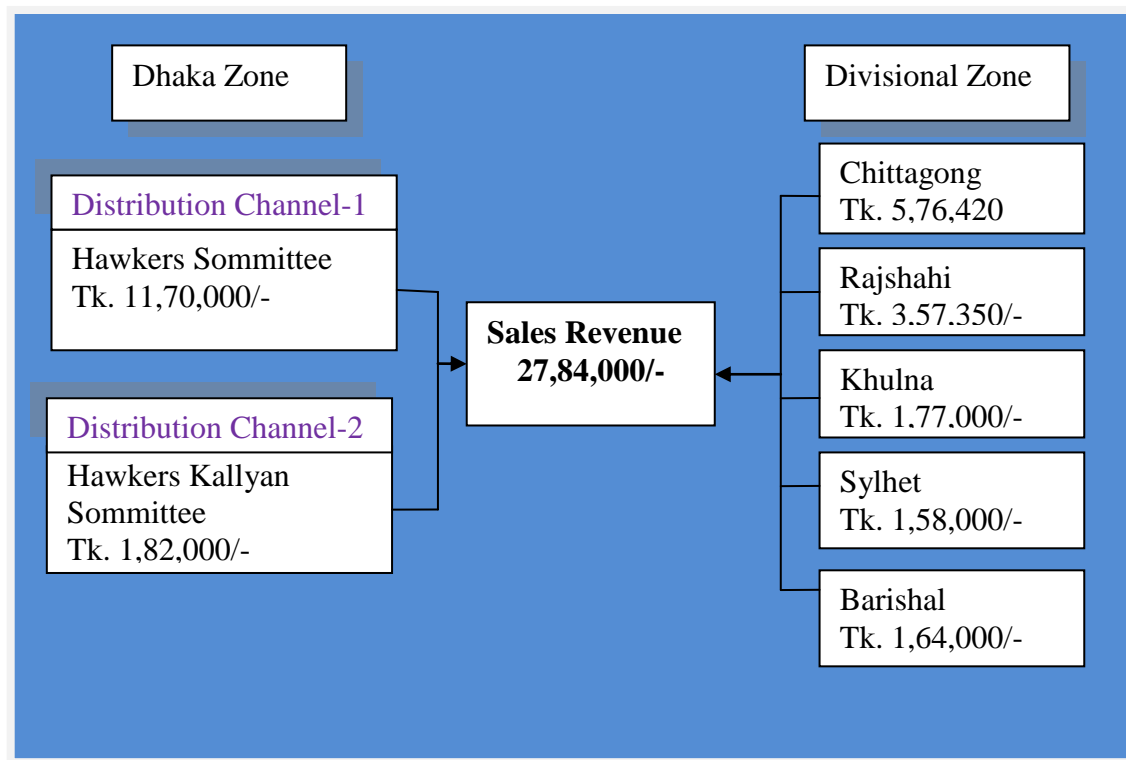 Dhaka Zone
Distribution Channel-1
Hawkers Sommittee
Tk. 11,70,000/-
Distribution Channel-2
Hawkers Kallyan
Sommittee
Tk. 1,82,000/-
Sales Revenue
27,84,000/-
Divisional Zone
Chittagong
Tk. 5,76,420
Rajshahi
Tk. 3,57,350/-
Khulna
Tk. 1,77,000/-
Sylhet
Tk. 1,58,000/-
Barishal
Tk. 1,64,000/-